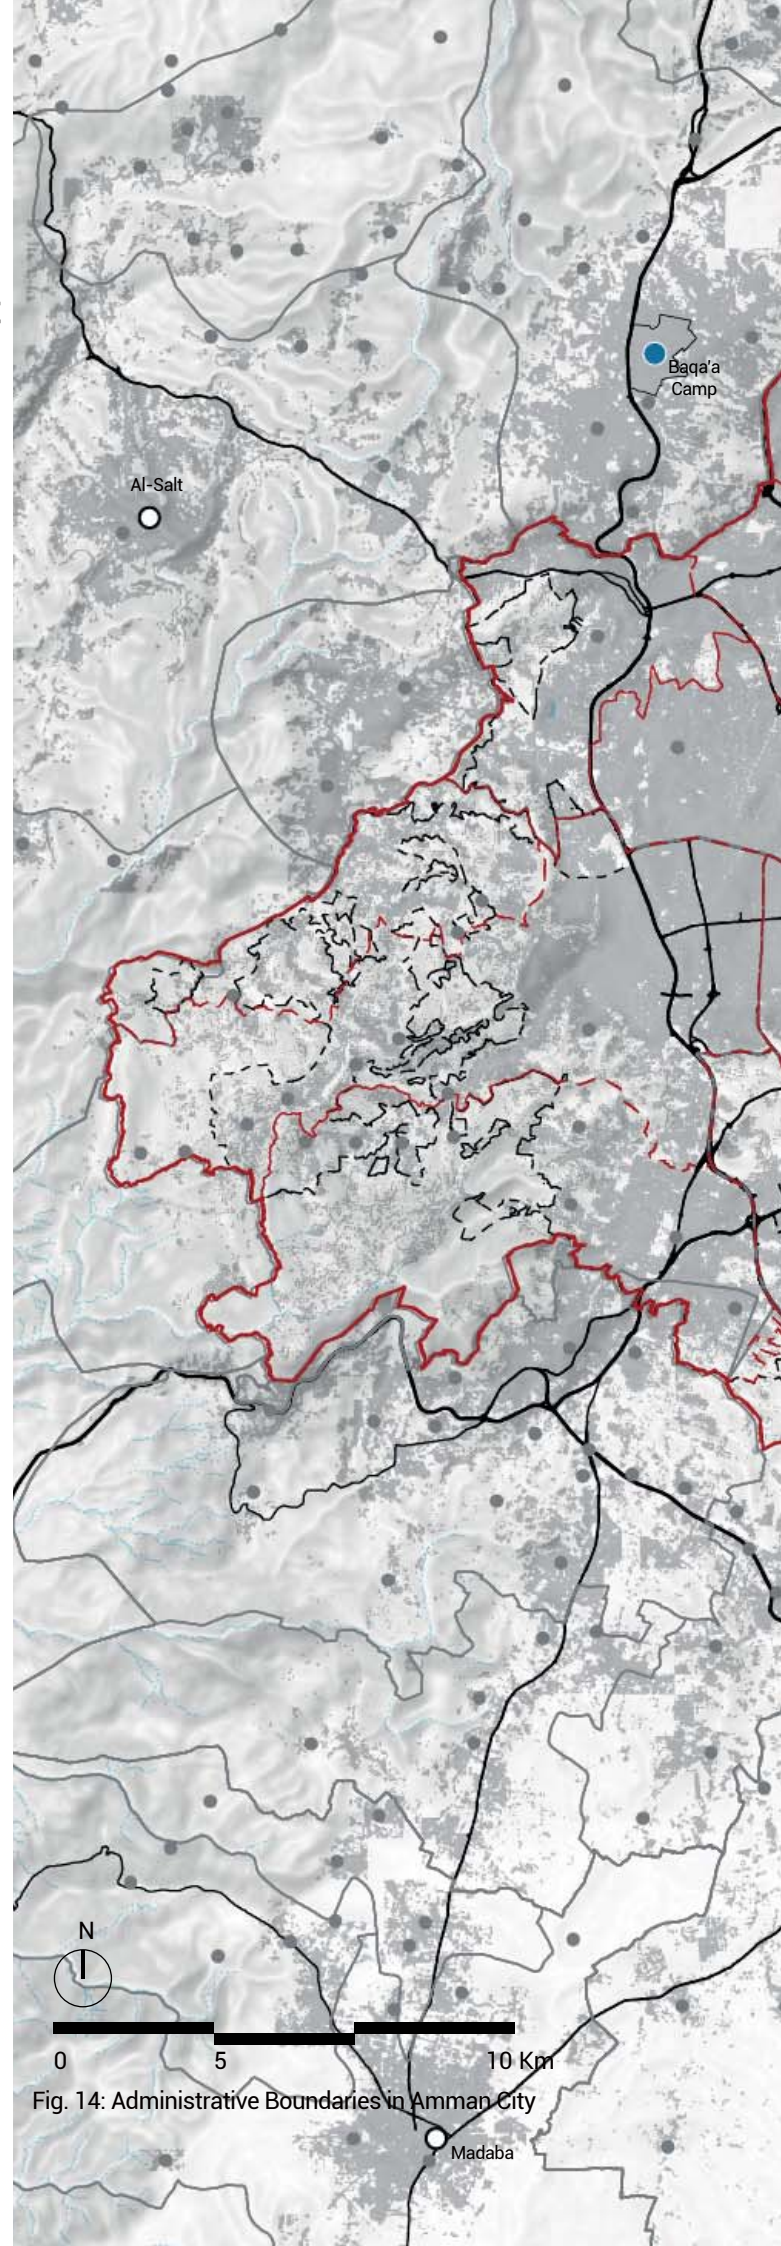 Baqa'a
Camp
Al-Salt
N
0 5 10 Km
Fig. 14: Administrative Boundaries in Amman City
Madaba